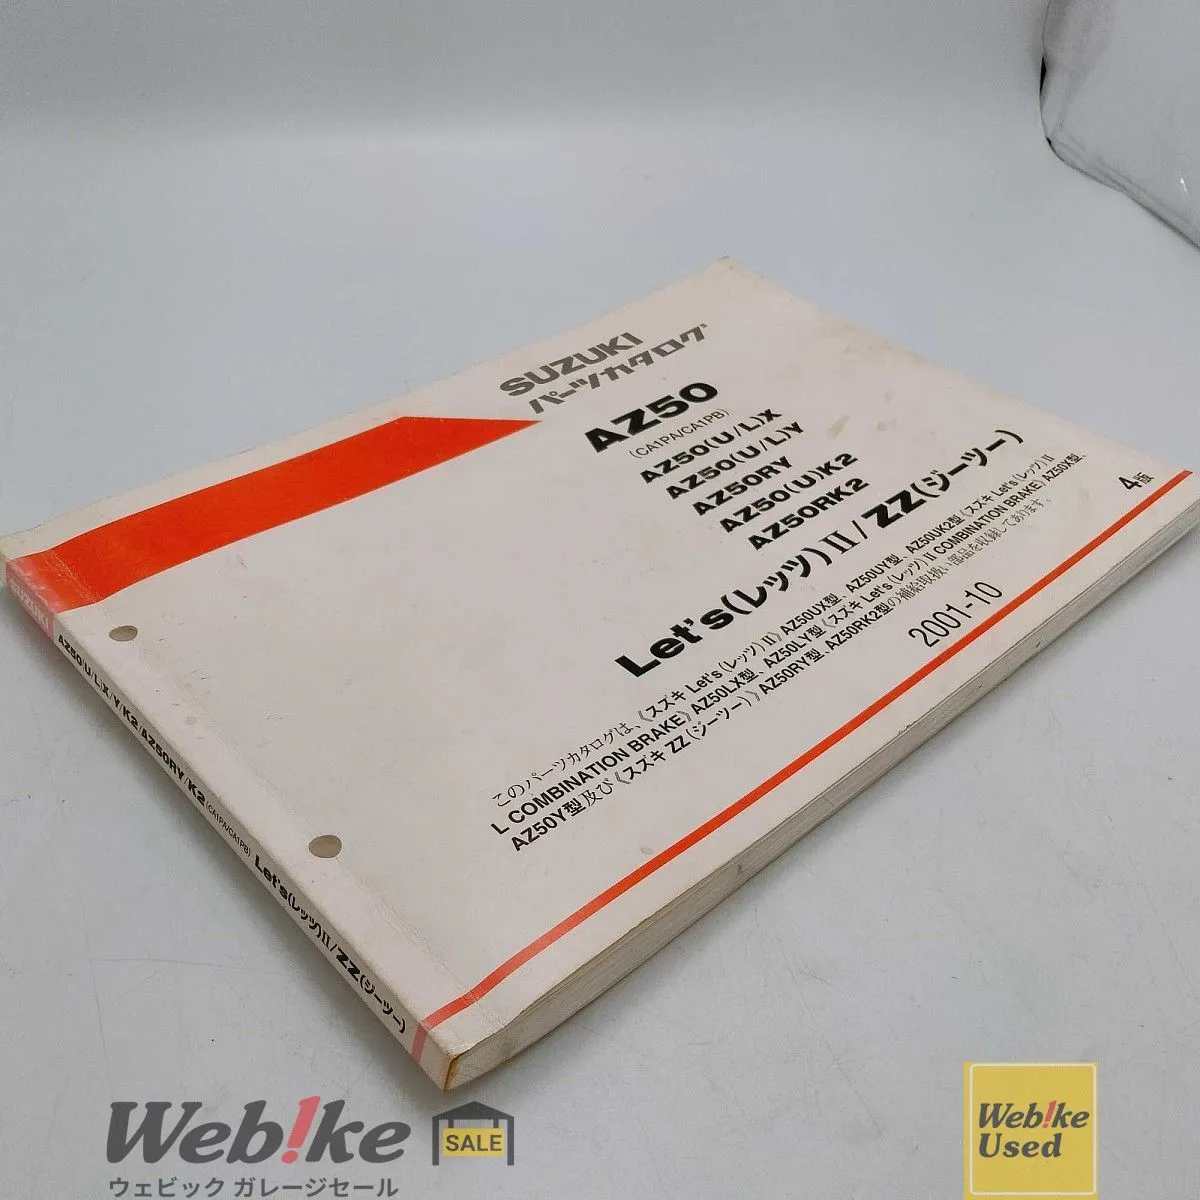 SUZUKI
パーツカタログ
AZ50
(CA1PA/CA1PB)
AZ50(U/L)X
AZ50(U/L)Y
AZ50RY
AZ50(U)K2
AZ50RK2
Let's(レッツ)II/ZZ(ジーツー)
このパーツカタログは、《スズキ Let's(レッツ)II》AZ50UX型、AZ50UY型、AZ50UK2型《スズキ Let's(レッツ)II
L COMBINATION BRAKE》AZ50LX型、AZ50LY型《スズキ Let's(レッツ)II COMBINATION BRAKE》AZ50X型、
AZ50Y型及び《スズキ ZZ(ジーツー)》AZ50RY型、AZ50RK2型の補給取扱い部品を収録してあります。
4版
2001-10
SUZUKI AZ50(U/L)X/Y/K2/AZ50RY/K2(CA1PA/CA1PB) Let's(レッツ)II/ZZ(ジーツー)
Web!ke
SALE
ウェビック ガレージセール
Web!ke
Used